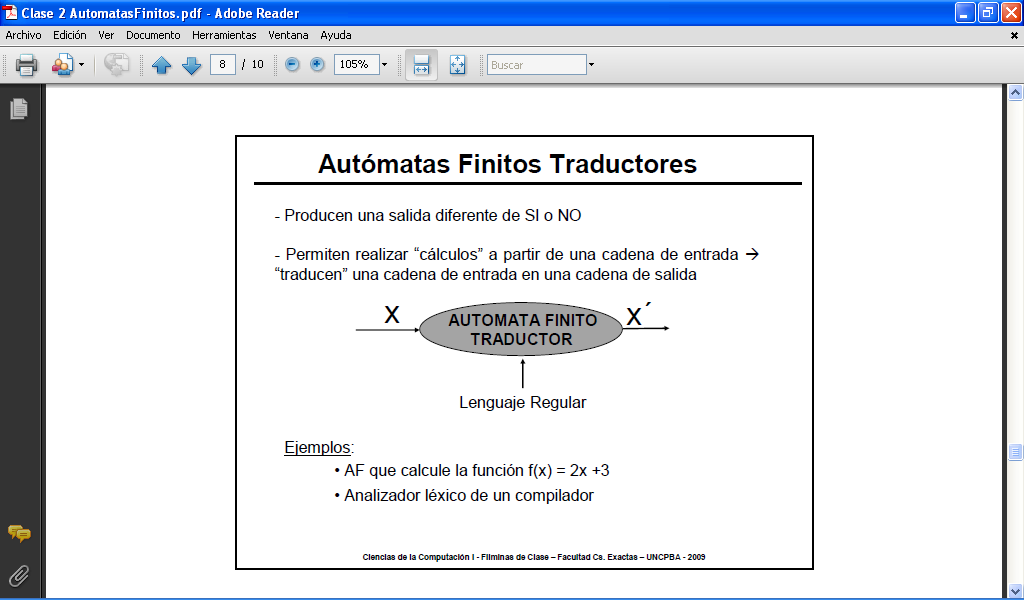 Clase 2 AutomatasFinitos.pdf - Adobe Reader
Archivo Edición Ver Documento Herramientas Ventana Ayuda
8 / 10 105% Buscar
Autómatas Finitos Traductores
- Producen una salida diferente de SI o NO
- Permiten realizar “cálculos” a partir de una cadena de entrada →
“traducen” una cadena de entrada en una cadena de salida
X AUTOMATA FINITO X´
TRADUCTOR
Lenguaje Regular
Ejemplos:
• AF que calcule la función f(x) = 2x +3
• Analizador léxico de un compilador
Ciencias de la Computación I - Filminas de Clase – Facultad Cs. Exactas – UNCPBA - 2009